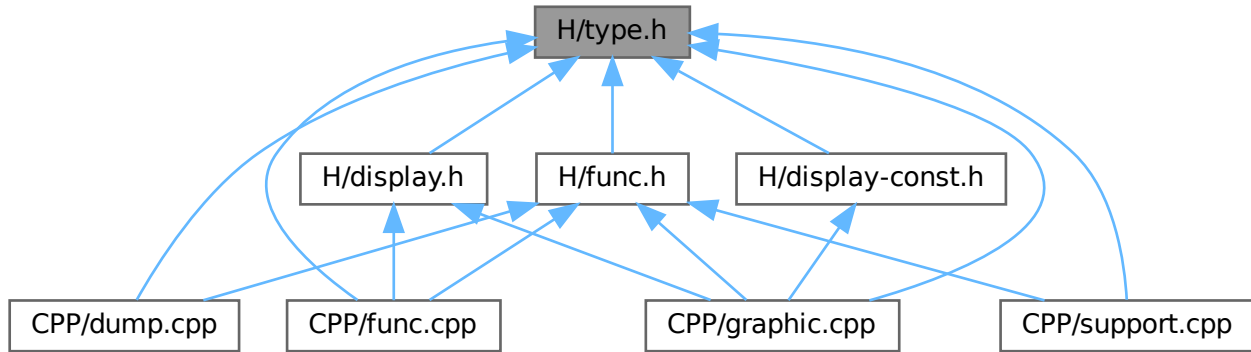 H/type.h
H/display.h
H/func.h
H/display-const.h
CPP/dump.cpp
CPP/func.cpp
CPP/graphic.cpp
CPP/support.cpp